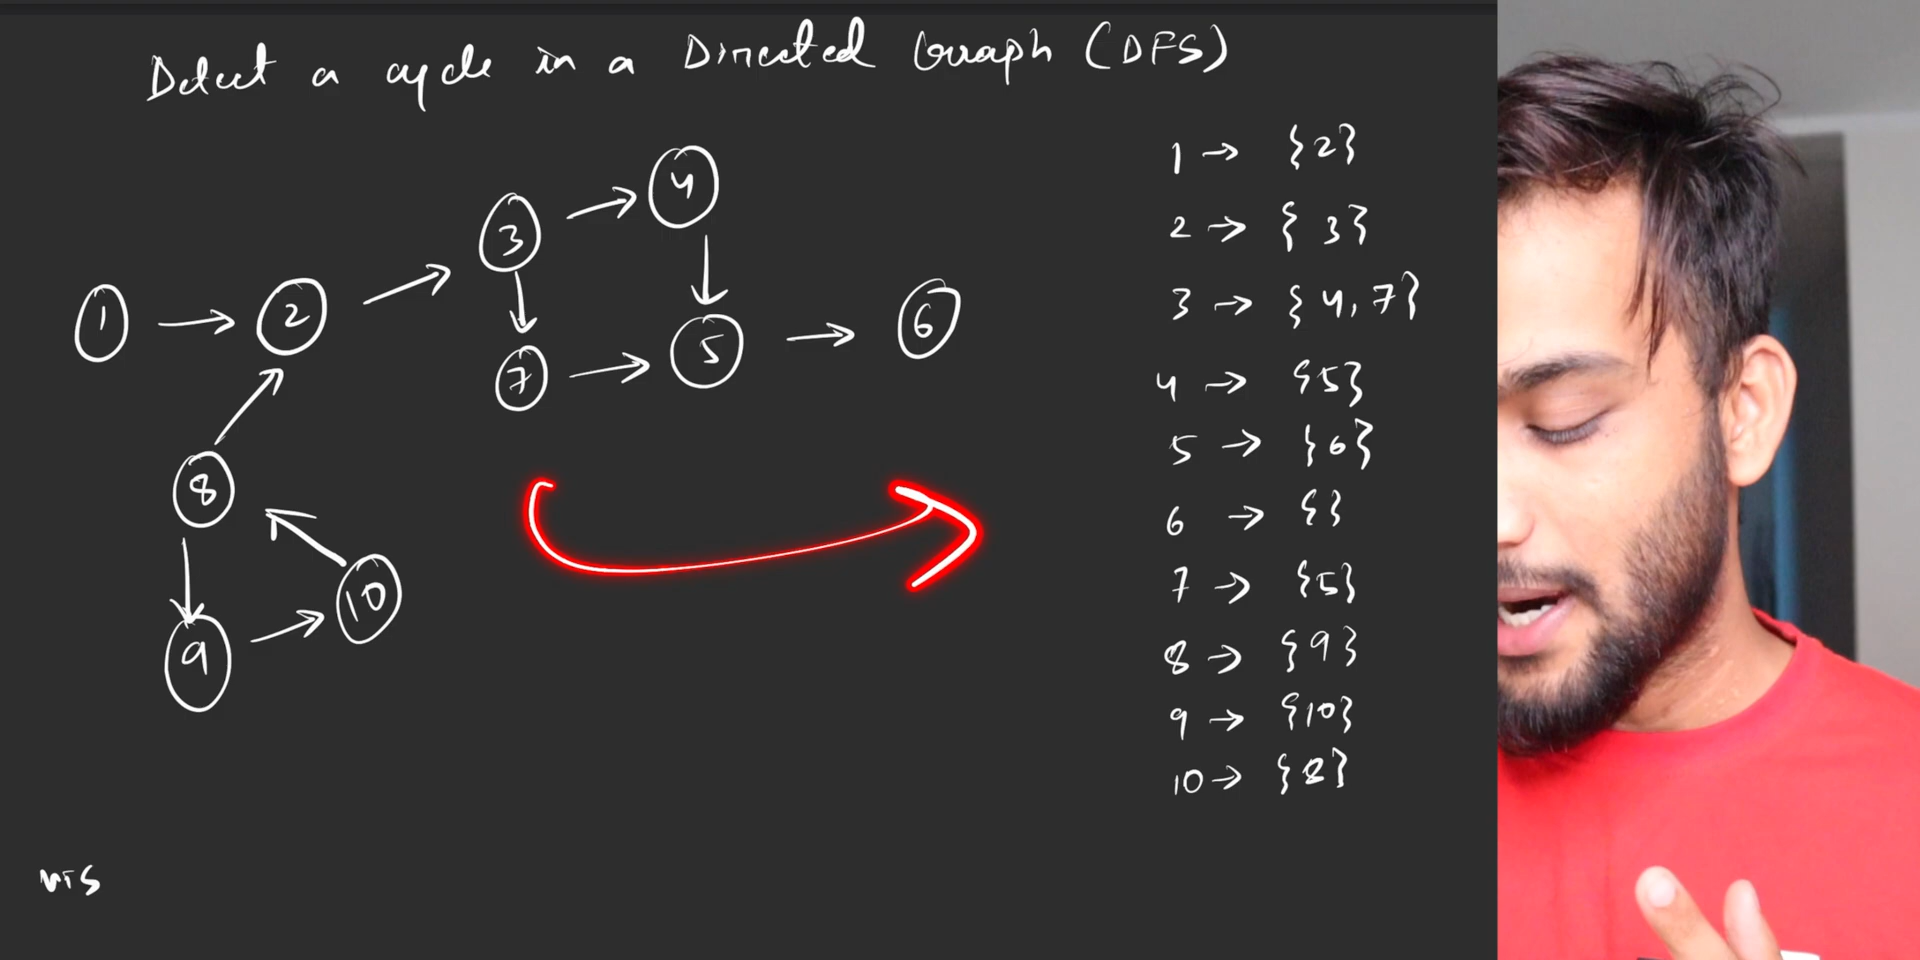 Detect a cycle in a Directed Graph (DFS)
1 → {2}
2 → {3}
3 → {4,7}
4 → {5}
5 → {6}
6 → {}
7 → {5}
8 → {9}
9 → {10}
10 → {8}
1 → 2 → 3 → 4
7 → 5 → 6
8
9 → 10
vis